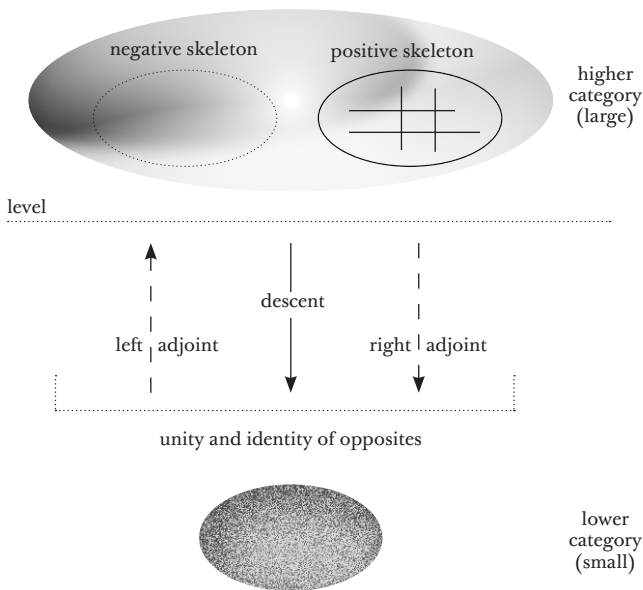 negative skeleton
positive skeleton
higher
category
(large)
level
descent
left adjoint
right adjoint
unity and identity of opposites
lower
category
(small)